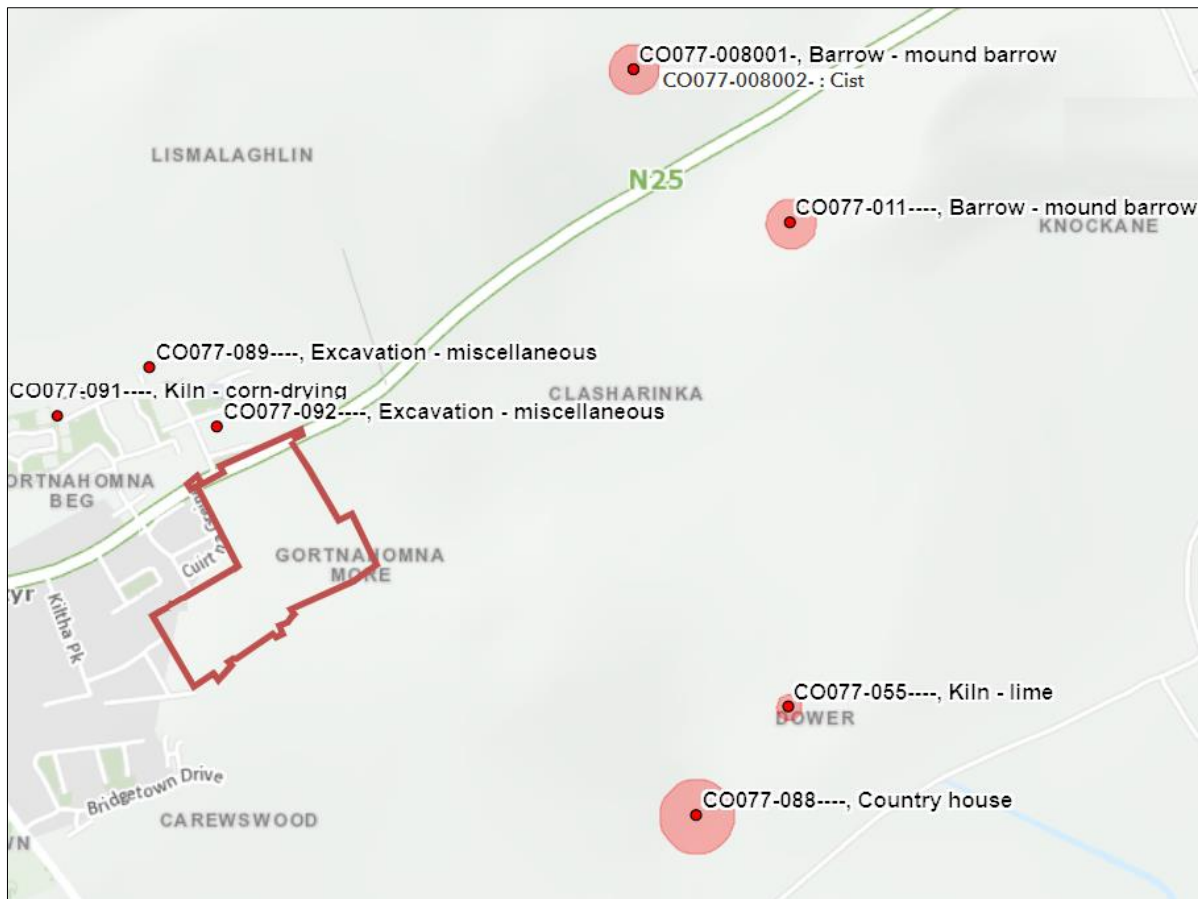 CO077-008001-, Barrow - mound barrow
CO077-008002- : Cist
LISMALAGHLIN
N25
CO077-011----, Barrow - mound barrow
KNOCKANE
CO077-089----, Excavation - miscellaneous
CO077-091----, Kiln - corn-drying
CLASHARINKA
CO077-092----, Excavation - miscellaneous
ORTNAHOMNA
BEG
Cuirt
GORTNAHOMNA
MORE
yr
Kiltha Pk
CO077-055----, Kiln - lime
DOWER
Bridgetown Drive
CO077-088----, Country house
CAREWSWOOD
WN